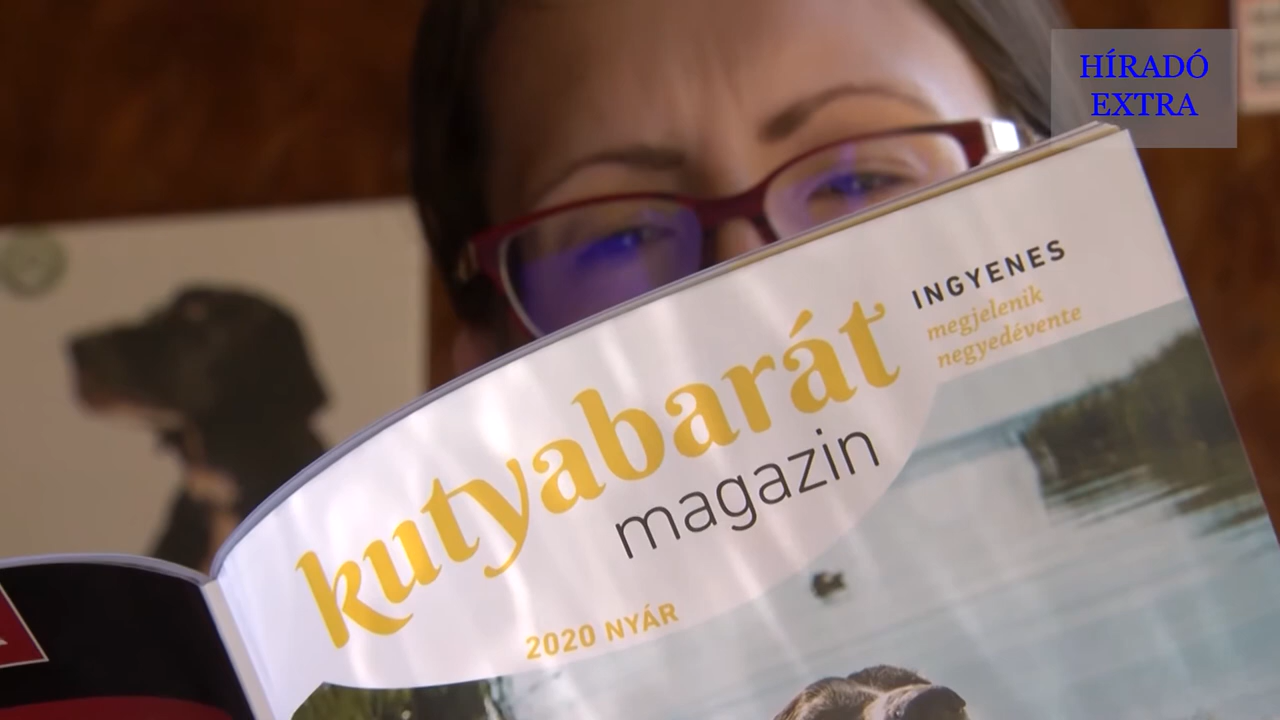 HÍRADÓ
EXTRA
INGYENES
megjelenik
negyedévente
kutyabarát
magazin
2020 NYÁR